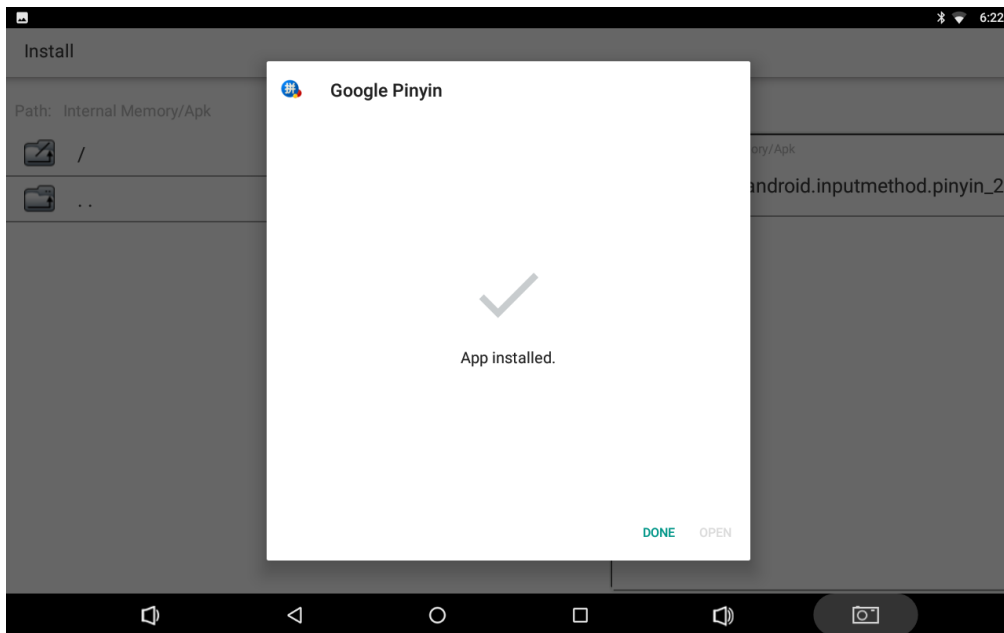 6:22
Install
Google Pinyin
Path: Internal Memory/Apk
/
ory/Apk
android.inputmethod.pinyin_2
. .
App installed.
DONE OPEN